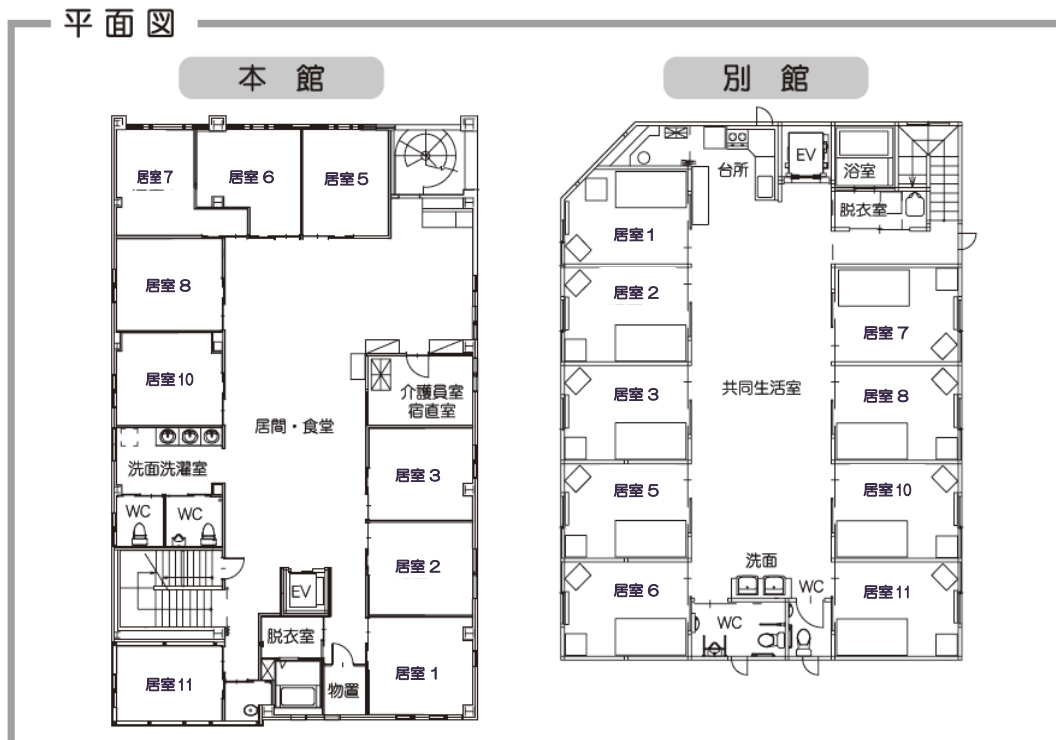 平面図
本館
居室7
居室6
居室5
居室8
居室10
介護員室
宿直室
居間・食堂
洗面洗濯室
居室3
WC
WC
居室2
EV
脱衣室
居室11
物置
居室1
別館
台所
EV
浴室
脱衣室
居室1
居室2
居室7
居室3
共同生活室
居室8
居室5
居室10
洗面
居室6
WC
居室11
WC